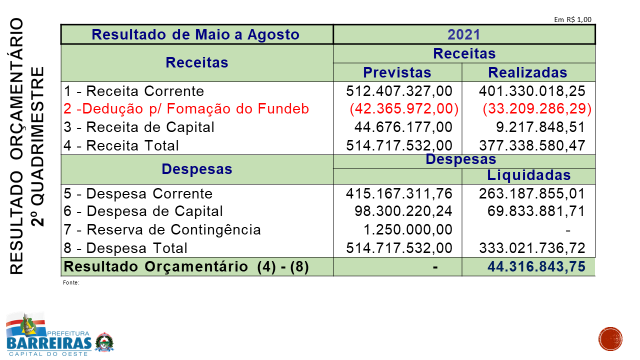 Em R$ 1,00
RESULTADO ORÇAMENTÁRIO
2º QUADRIMESTRE
Resultado de Maio a Agosto 2021
Receitas Receitas
Previstas Realizadas
1 - Receita Corrente 512.407.327,00 401.330.018,25
2 -Dedução p/ Fomação do Fundeb (42.365.972,00) (33.209.286,29)
3 - Receita de Capital 44.676.177,00 9.217.848,51
4 - Receita Total 514.717.532,00 377.338.580,47
Despesas Despesas
Liquidadas
5 - Despesa Corrente 415.167.311,76 263.187.855,01
6 - Despesa de Capital 98.300.220,24 69.833.881,71
7 - Reserva de Contingência 1.250.000,00 -
8 - Despesa Total 514.717.532,00 333.021.736,72
Resultado Orçamentário (4) - (8) - 44.316.843,75
Fonte:
PREFEITURA
BARREIRAS
CAPITAL DO OESTE